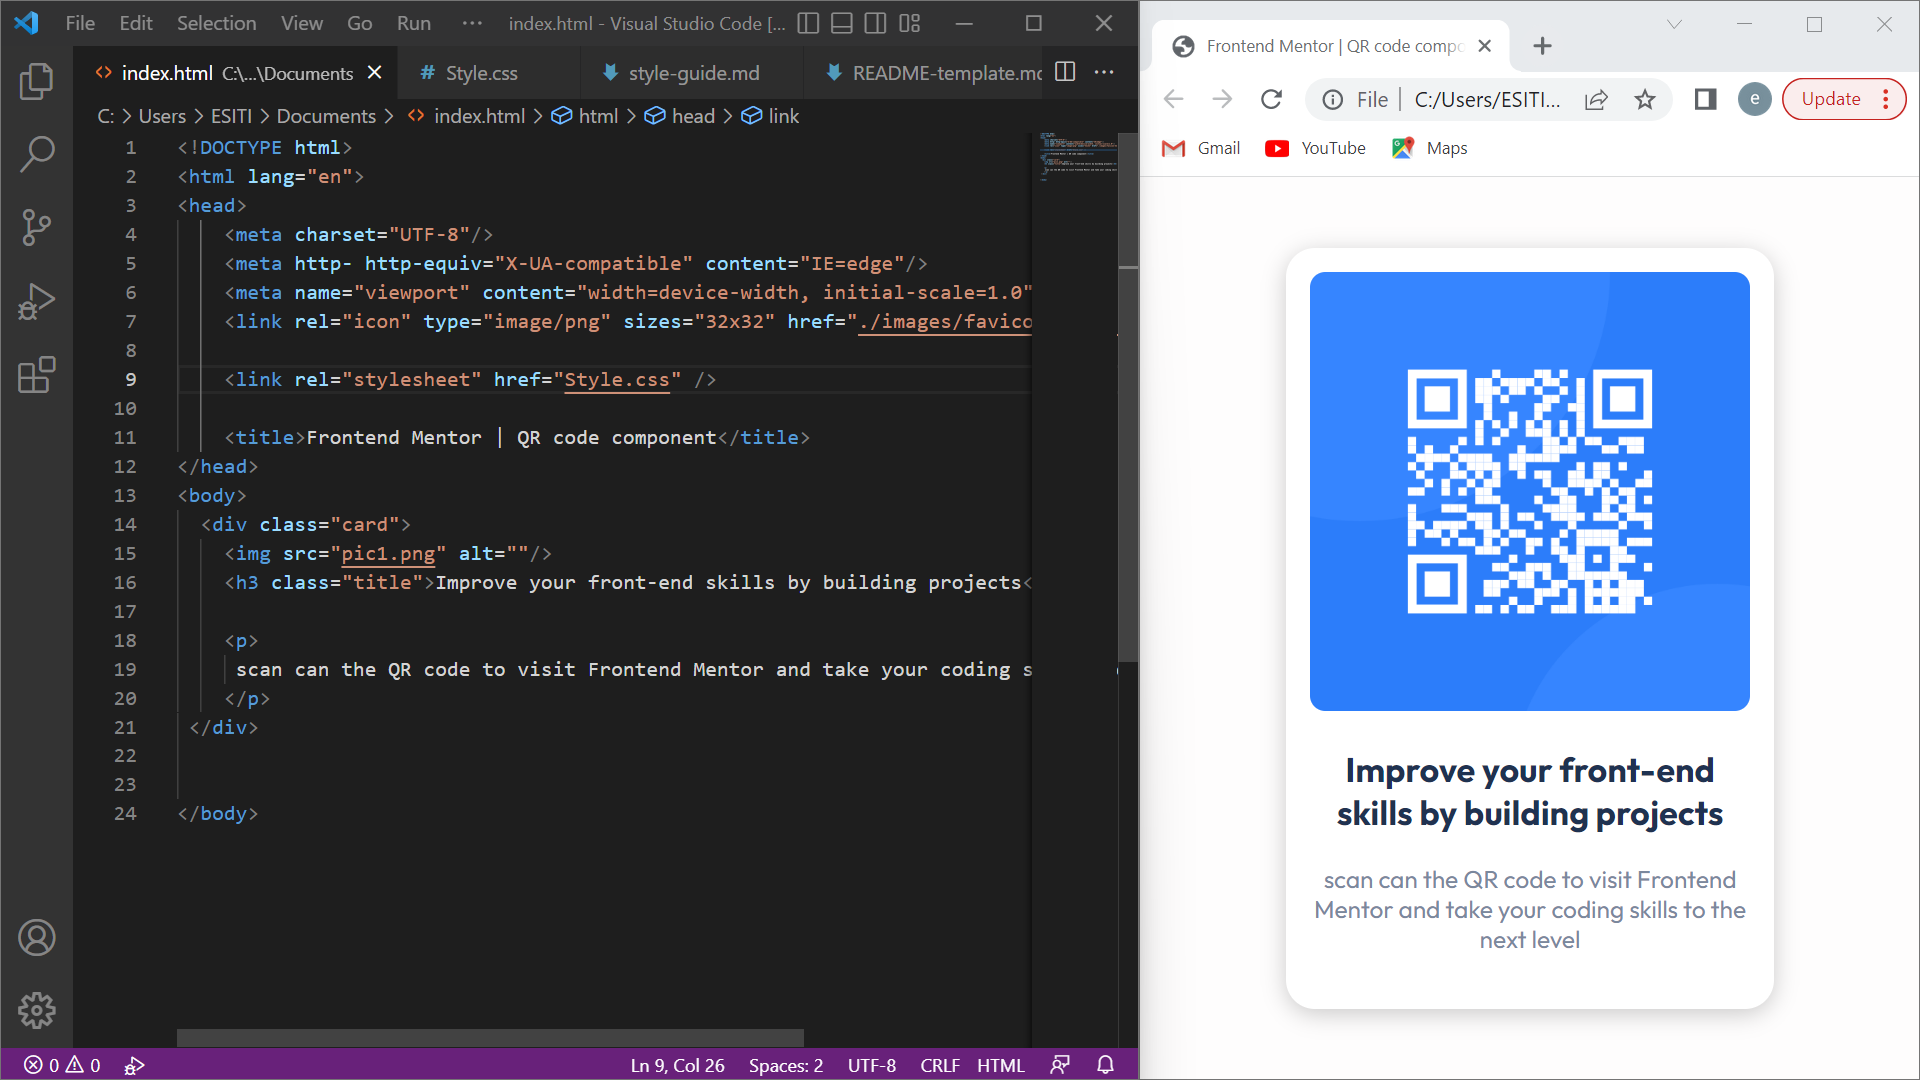 File Edit Selection View Go Run ··· index.html - Visual Studio Code [...
index.html C:\...\Documents # Style.css style-guide.md README-template.mc
C: > Users > ESITI > Documents > index.html > html > head > link
1 <!DOCTYPE html>
2 <html lang="en">
3 <head>
4 <meta charset="UTF-8"/>
5 <meta http- http-equiv="X-UA-compatible" content="IE=edge"/>
6 <meta name="viewport" content="width=device-width, initial-scale=1.0"
7 <link rel="icon" type="image/png" sizes="32x32" href="./images/favico
8
9 <link rel="stylesheet" href="Style.css" />
10
11 <title>Frontend Mentor | QR code component</title>
12 </head>
13 <body>
14 <div class="card">
15 <img src="pic1.png" alt=""/>
16 <h3 class="title">Improve your front-end skills by building projects<
17
18 <p>
19 scan can the QR code to visit Frontend Mentor and take your coding s
20 </p>
21 </div>
22
23
24 </body>
0 0 Ln 9, Col 26 Spaces: 2 UTF-8 CRLF HTML
Frontend Mentor | QR code compo
File | C:/Users/ESITI... e Update
Gmail YouTube Maps
Improve your front-end
skills by building projects
scan can the QR code to visit Frontend
Mentor and take your coding skills to the
next level